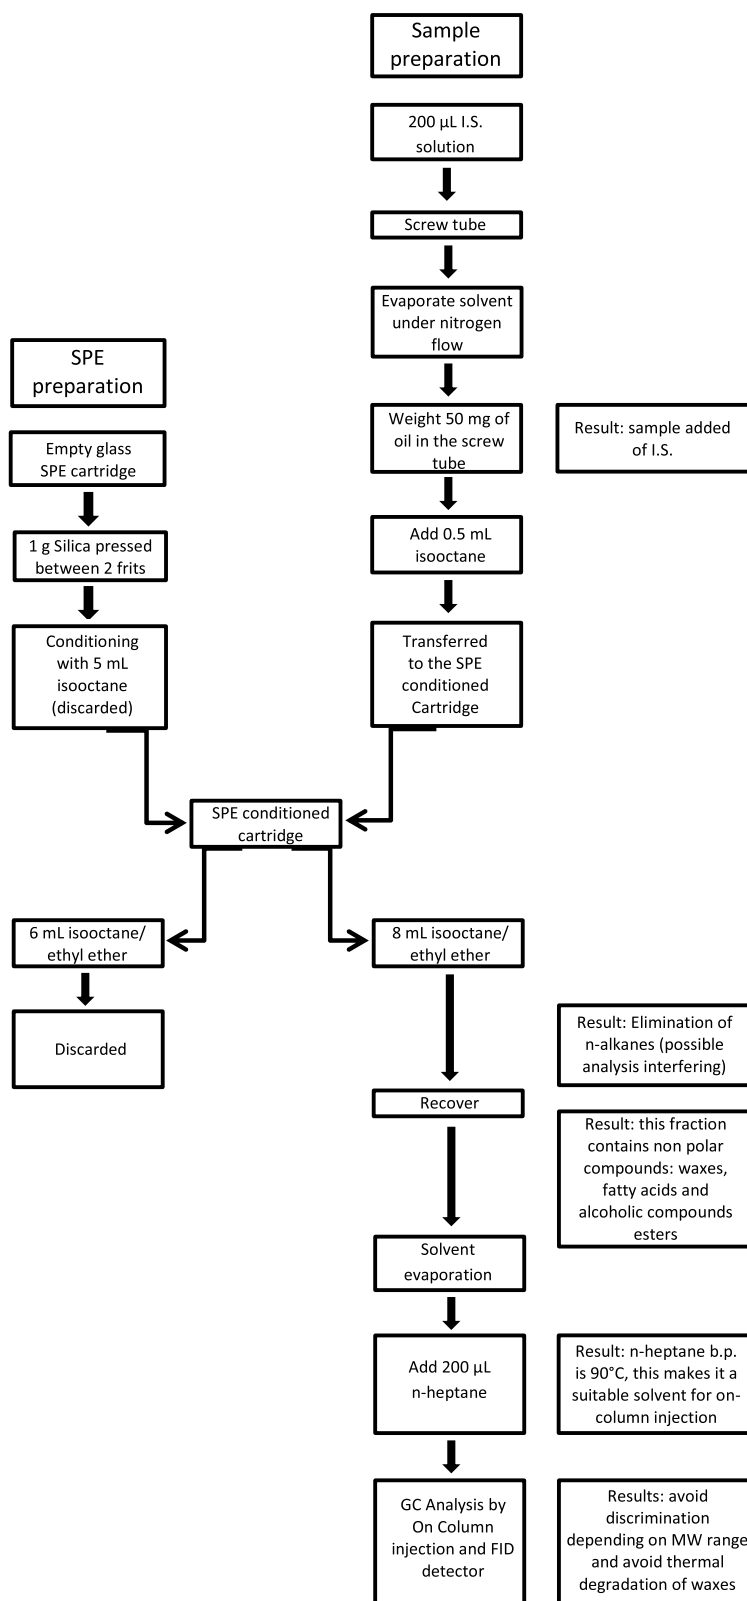 Sample
preparation
200 µL I.S.
solution
Screw tube
Evaporate solvent
under nitrogen
flow
SPE
preparation
Weight 50 mg of
oil in the screw
tube
Result: sample added
of I.S.
Empty glass
SPE cartridge
1 g Silica pressed
between 2 frits
Add 0.5 mL
isooctane
Conditioning
with 5 mL
isooctane
(discarded)
Transferred
to the SPE
conditioned
Cartridge
SPE conditioned
cartridge
6 mL isooctane/
ethyl ether
8 mL isooctane/
ethyl ether
Discarded
Result: Elimination of
n-alkanes (possible
analysis interfering)
Recover
Result: this fraction
contains non polar
compounds: waxes,
fatty acids and
alcoholic compounds
esters
Solvent
evaporation
Add 200 µL
n-heptane
Result: n-heptane b.p.
is 90°C, this makes it a
suitable solvent for on-
column injection
GC Analysis by
On Column
injection and FID
detector
Results: avoid
discrimination
depending on MW range
and avoid thermal
degradation of waxes